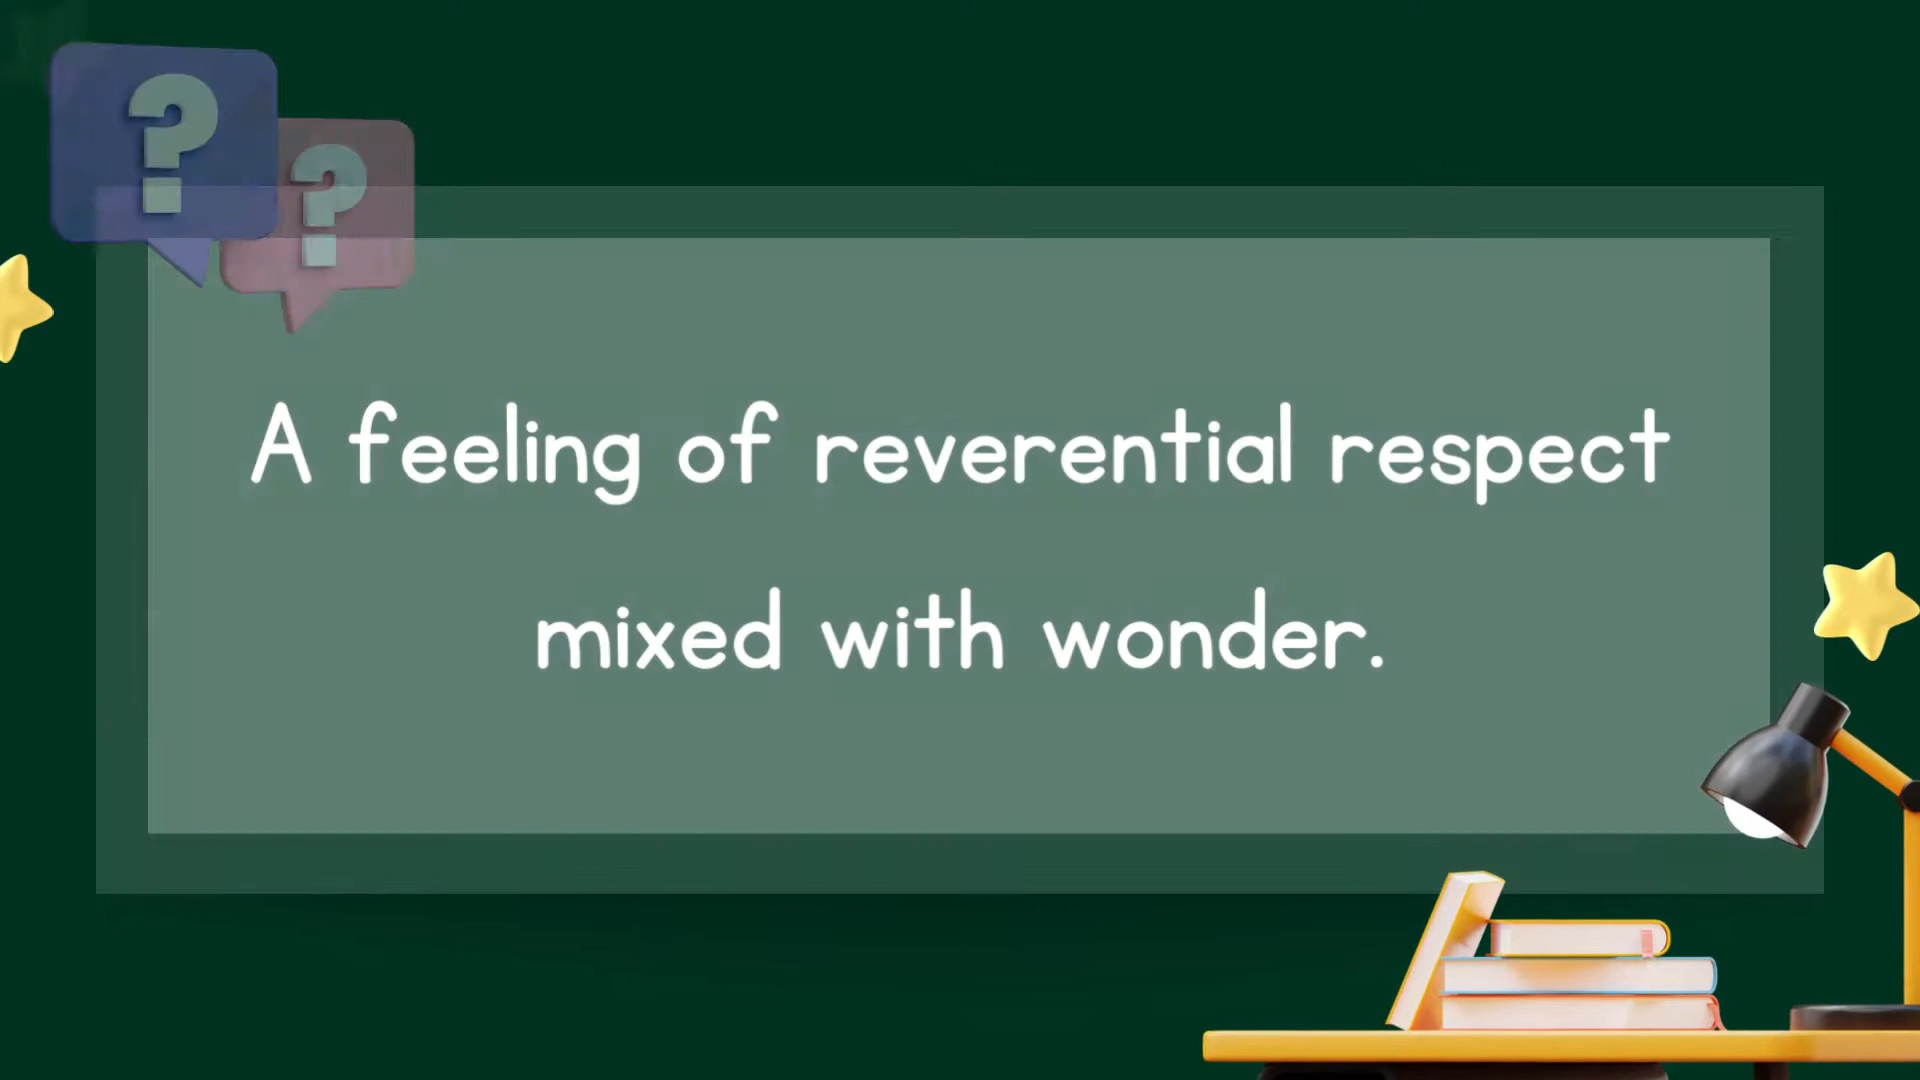 ? ?
A feeling of reverential respect
mixed with wonder.